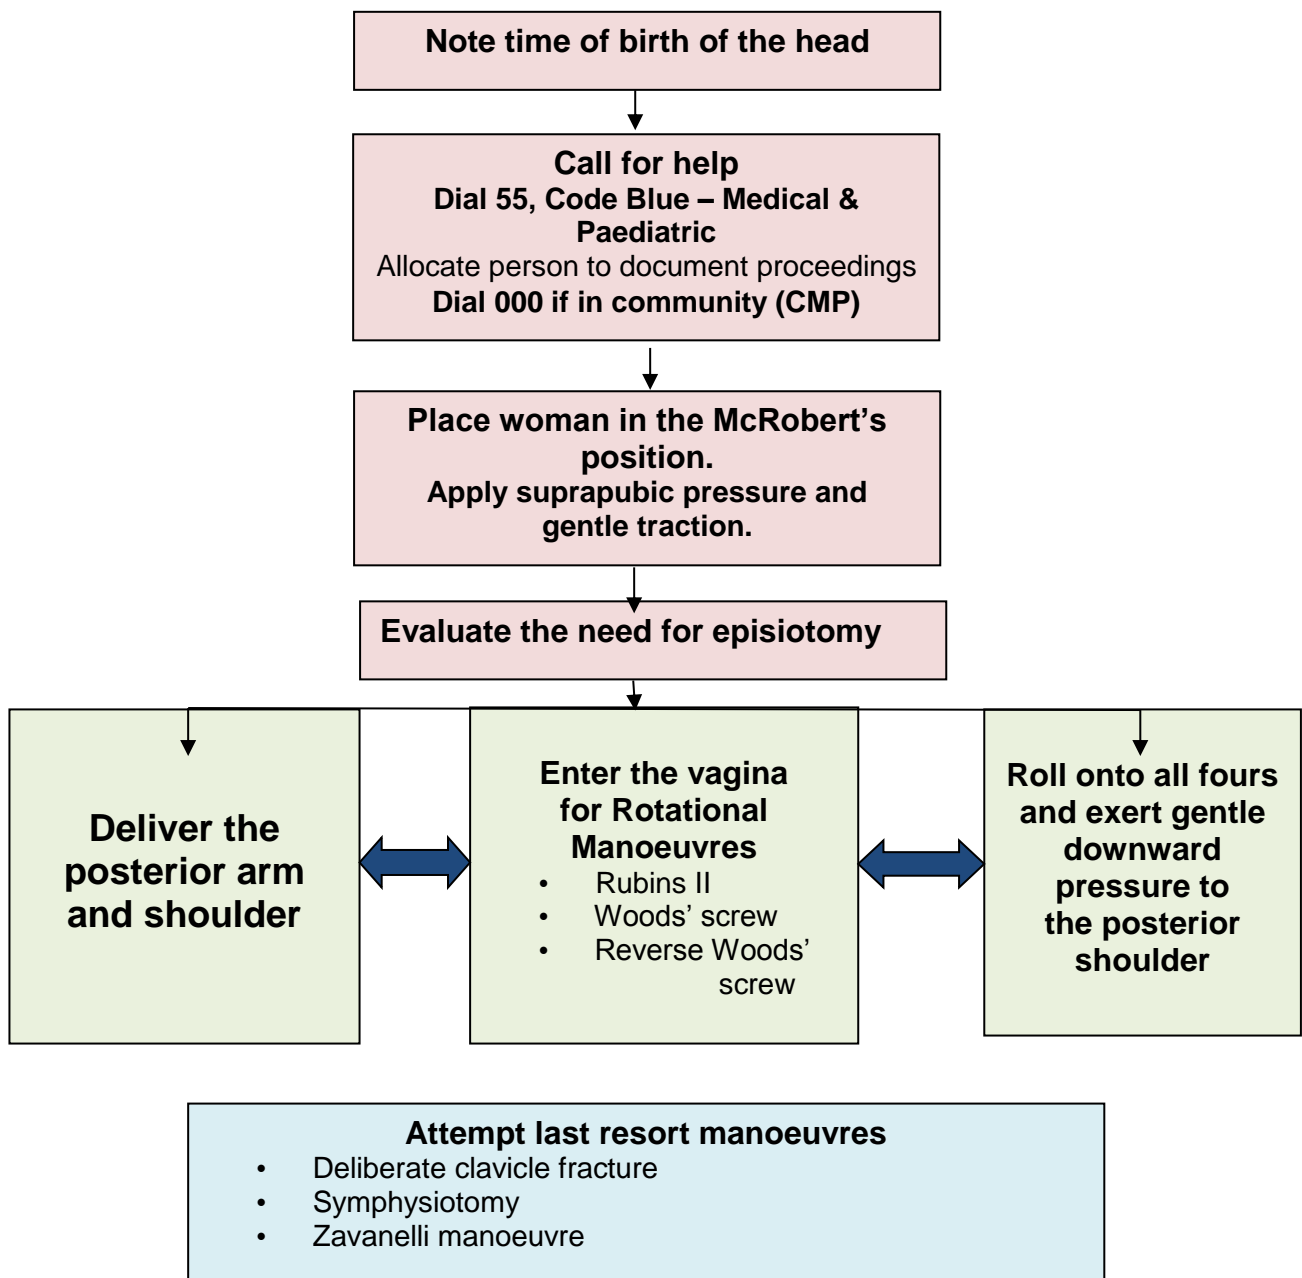 Note time of birth of the head
Call for help
Dial 55, Code Blue – Medical &
Paediatric
Allocate person to document proceedings
Dial 000 if in community (CMP)
Place woman in the McRobert’s
position.
Apply suprapubic pressure and
gentle traction.
Evaluate the need for episiotomy
Deliver the
posterior arm
and shoulder
Enter the vagina
for Rotational
Manoeuvres
• Rubins II
• Woods’ screw
• Reverse Woods’
screw
Roll onto all fours
and exert gentle
downward
pressure to
the posterior
shoulder
Attempt last resort manoeuvres
• Deliberate clavicle fracture
• Symphysiotomy
• Zavanelli manoeuvre